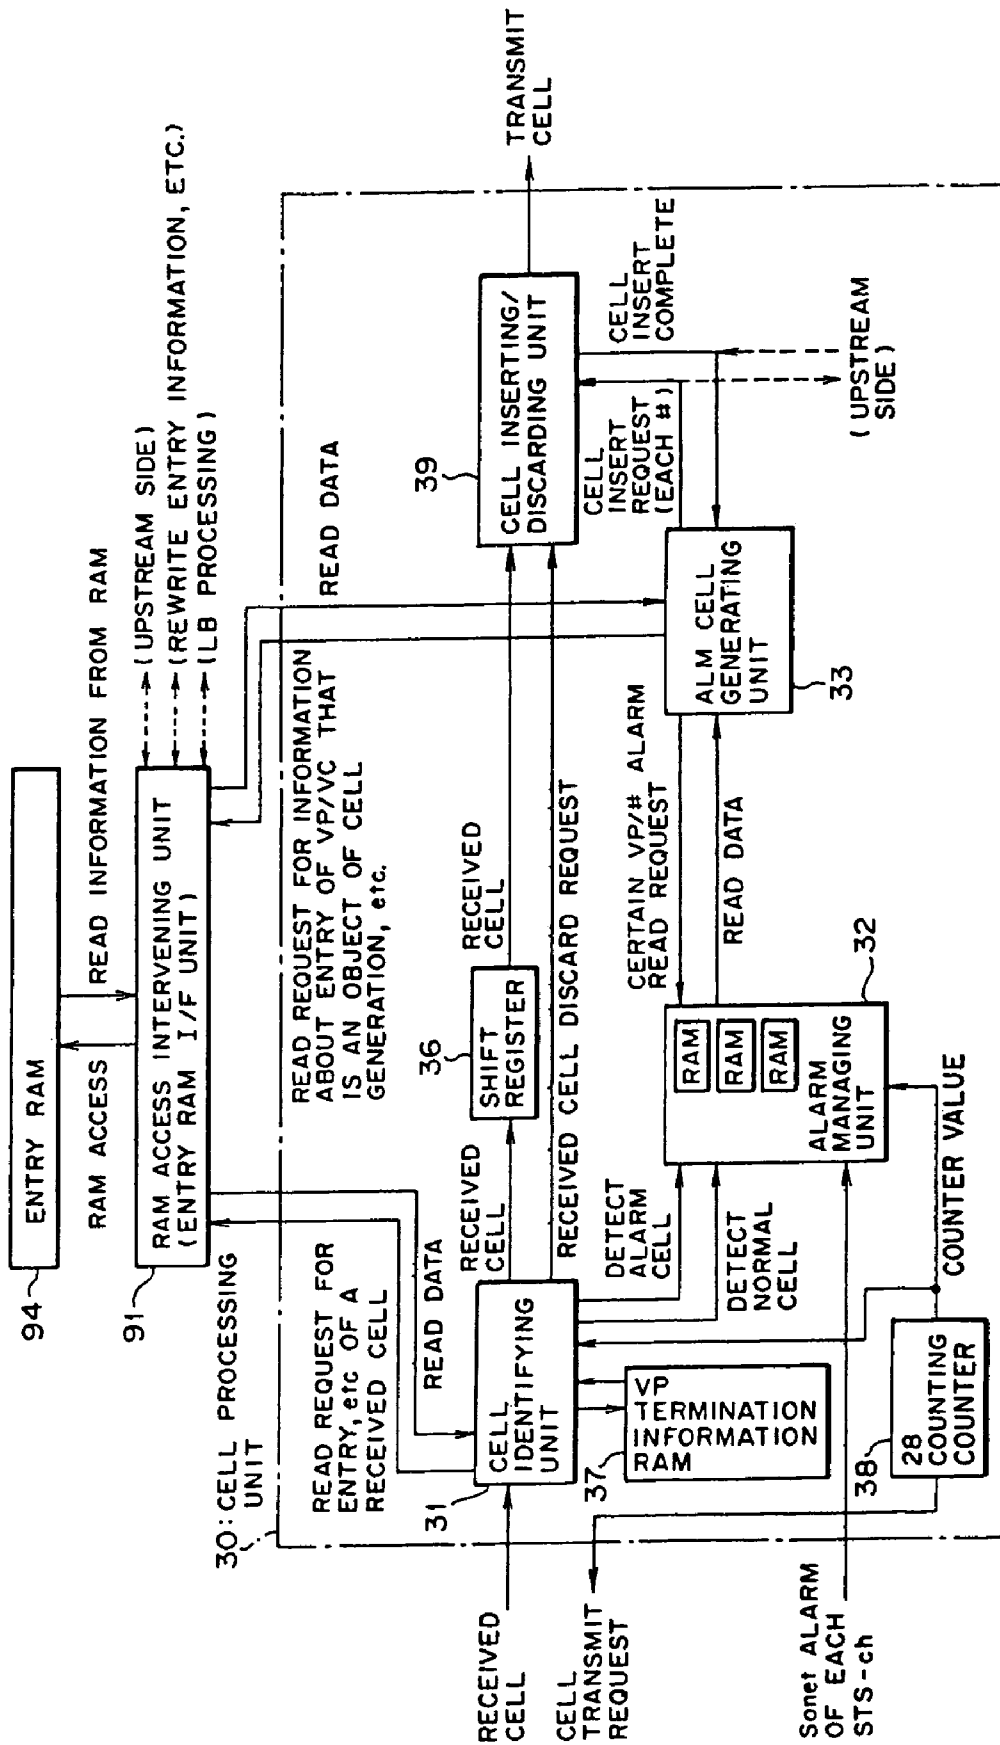 94
ENTRY RAM
RAM ACCESS
READ INFORMATION FROM RAM
91
RAM ACCESS INTERVENING UNIT
(ENTRY RAM I/F UNIT)
(UPSTREAM SIDE)
(REWRITE ENTRY INFORMATION, ETC.)
(LB PROCESSING)
30:CELL PROCESSING
UNIT
READ REQUEST FOR
ENTRY, etc OF A
RECEIVED CELL
READ DATA
READ REQUEST FOR INFORMATION
ABOUT ENTRY OF VP/VC THAT
IS AN OBJECT OF CELL
GENERATION, etc.
READ DATA
RECEIVED
CELL
31
CELL
IDENTIFYING
UNIT
RECEIVED
CELL
36
SHIFT
REGISTER
RECEIVED
CELL
39
CELL INSERTING/
DISCARDING UNIT
TRANSMIT
CELL
RECEIVED CELL DISCARD REQUEST
CELL
TRANSMIT
REQUEST
37
VP
TERMINATION
INFORMATION
RAM
DETECT
ALARM
CELL
DETECT
NORMAL
CELL
CERTAIN VP/# ALARM
READ REQUEST
READ DATA
CELL
INSERT
REQUEST
(EACH #)
CELL
INSERT
COMPLETE
RAM
RAM
RAM
ALARM
MANAGING
UNIT
32
ALM CELL
GENERATING
UNIT
33
(UPSTREAM
SIDE)
Sonet ALARM
OF EACH
STS-ch
38
28
COUNTING
COUNTER
COUNTER VALUE